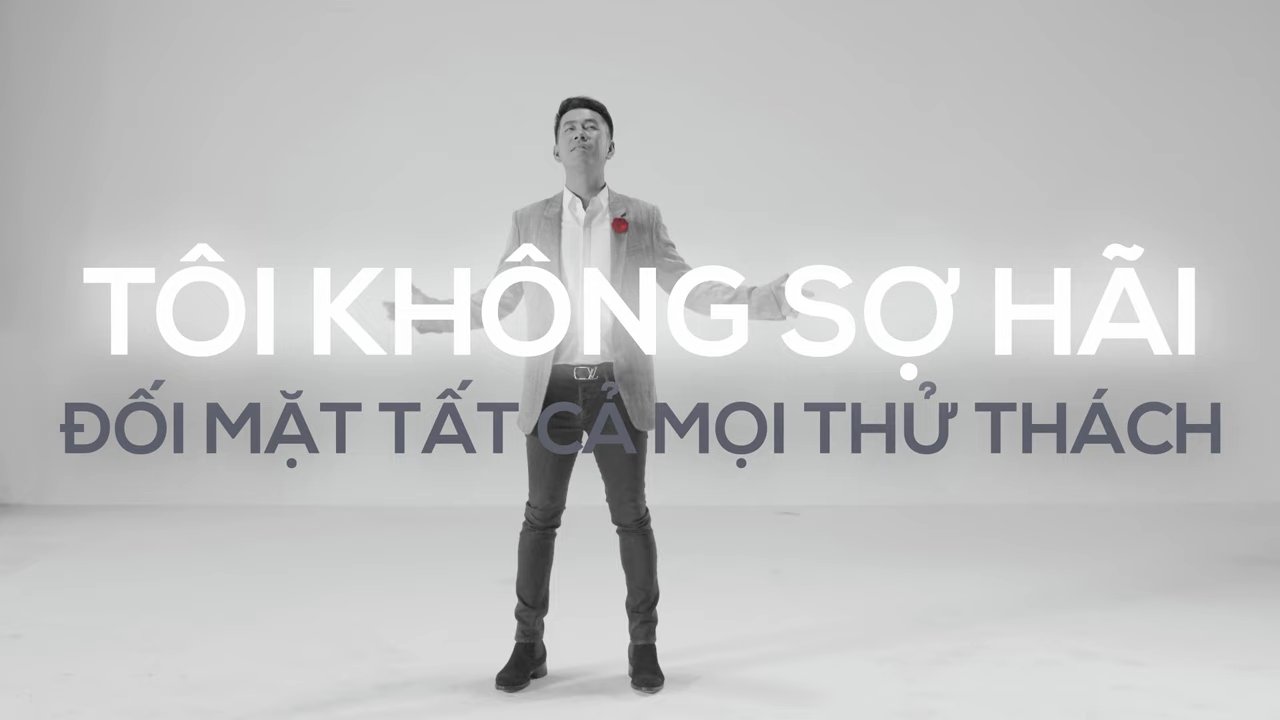 TÔI KHÔNG SỢ HÃI
ĐỐI MẶT TẤT CẢ MỌI THỬ THÁCH